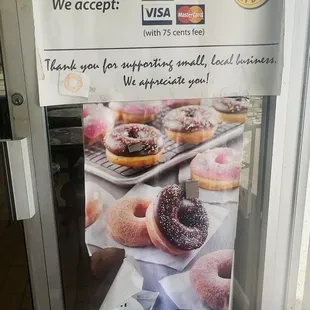 We accept:
VISA MasterCard
(with 75 cents fee)
Thank you for supporting small, local business.
We appreciate you!